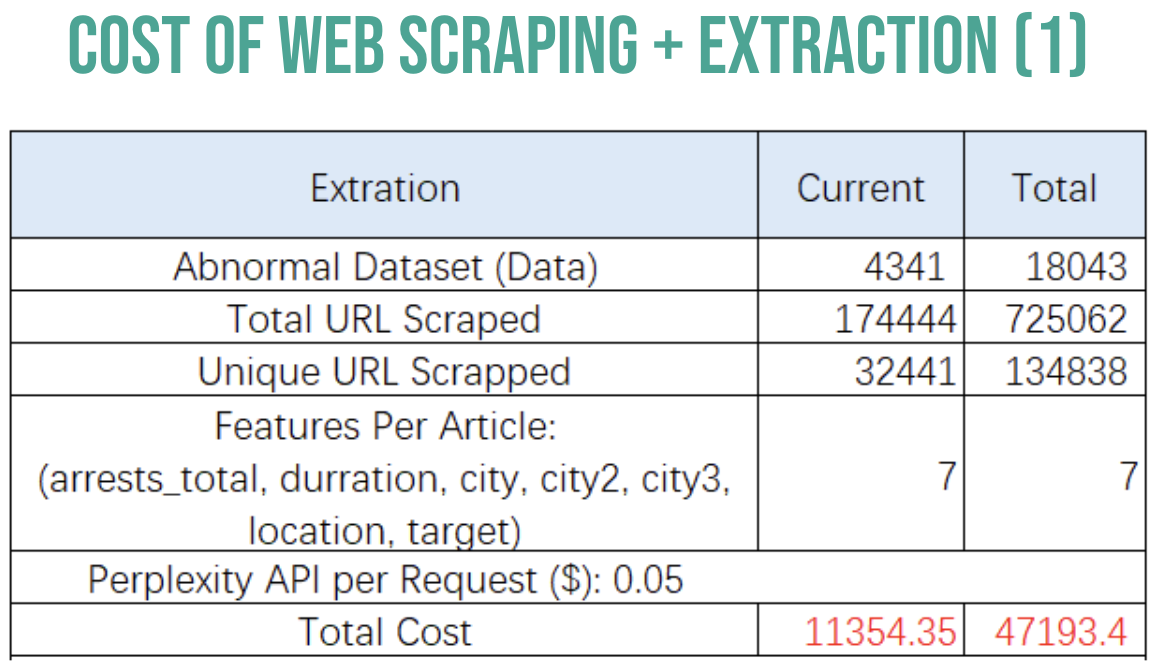 COST OF WEB SCRAPING + EXTRACTION (1)
Extration Current Total
Abnormal Dataset (Data) 4341 18043
Total URL Scraped 174444 725062
Unique URL Scrapped 32441 134838
Features Per Article:
(arrests_total, durration, city, city2, city3, 7 7
location, target)
Perplexity API per Request ($): 0.05
Total Cost 11354.35 47193.4